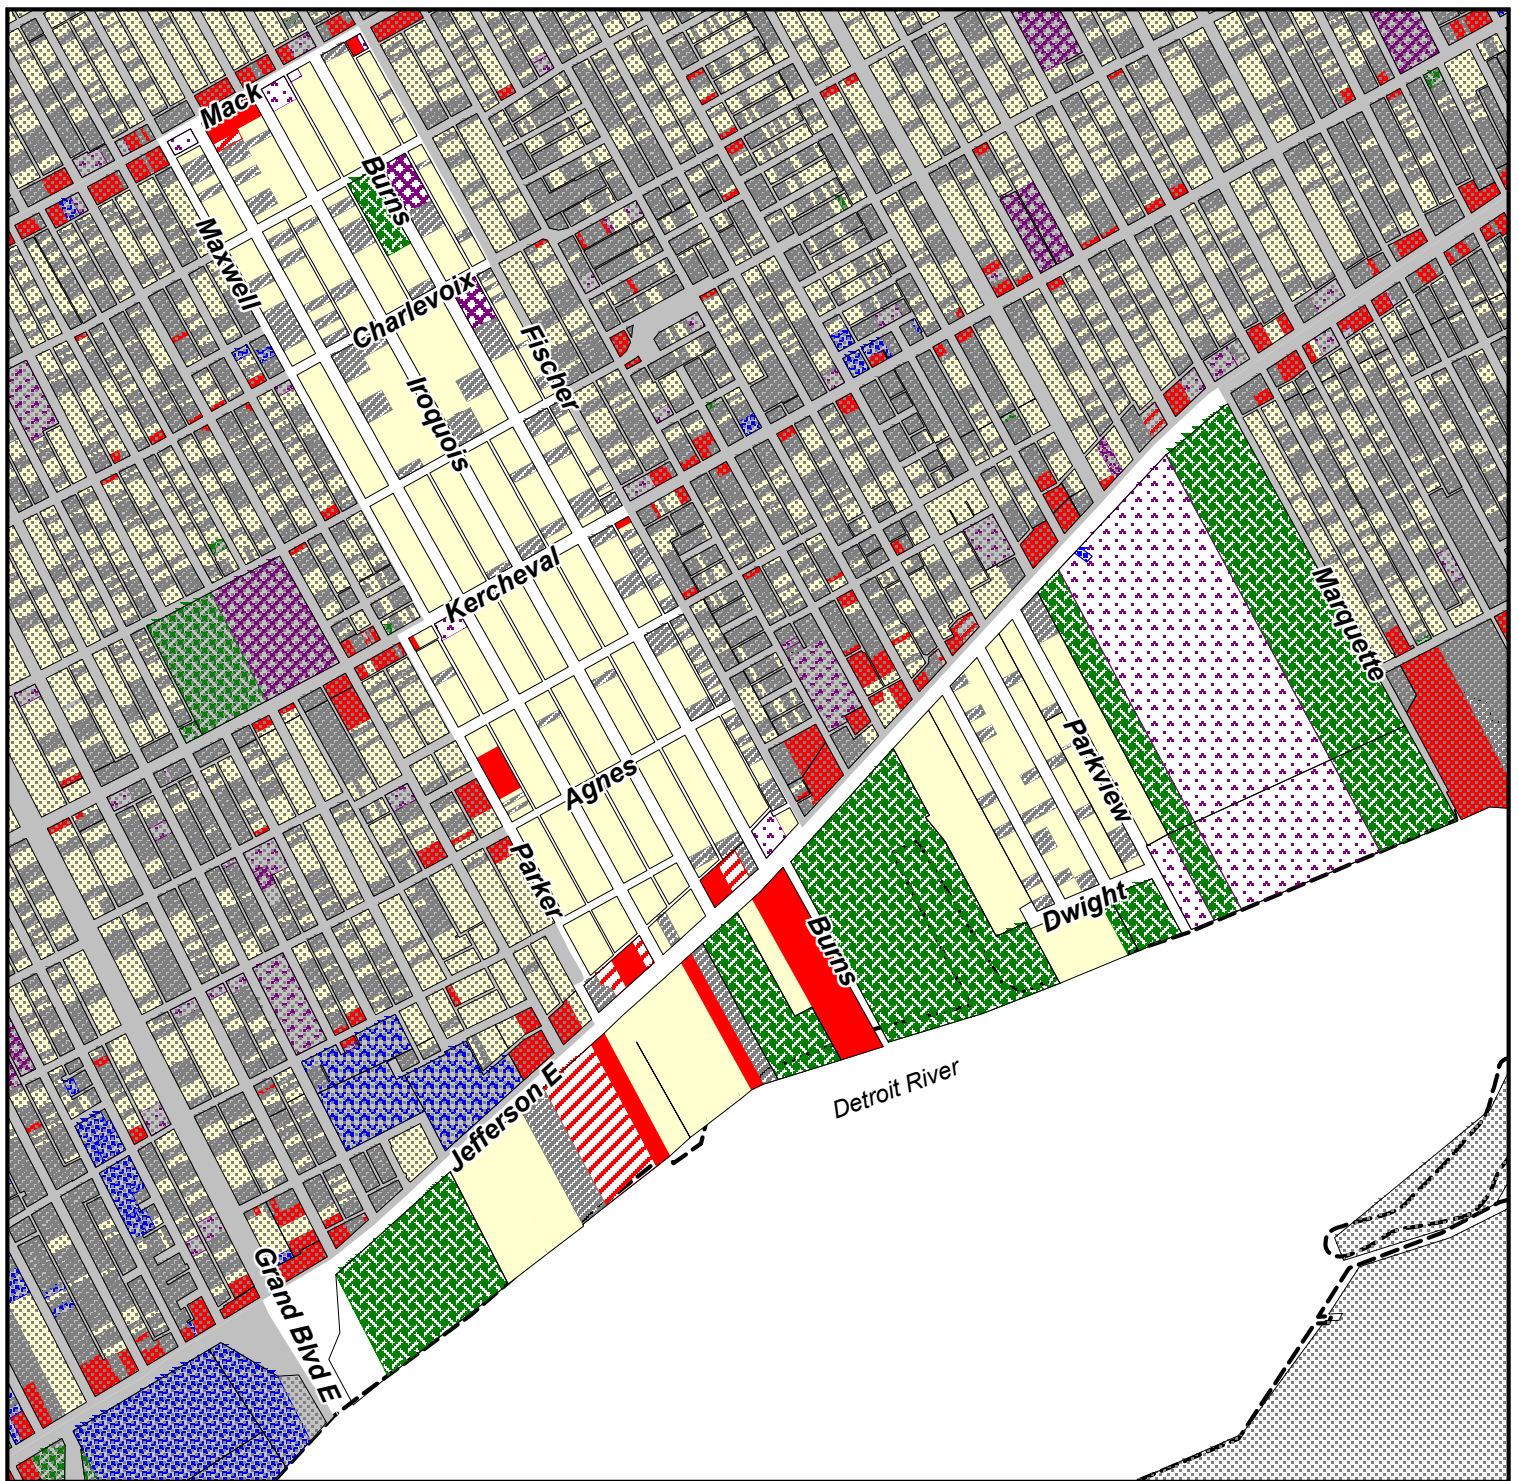 Mack
Burns
Maxwell
Charlevoix
Fischer
Iroquois
Kercheval
Marquette
Parkview
Agnes
Parker
Dwight
Burns
Detroit River
Jefferson E
Grand Blvd E